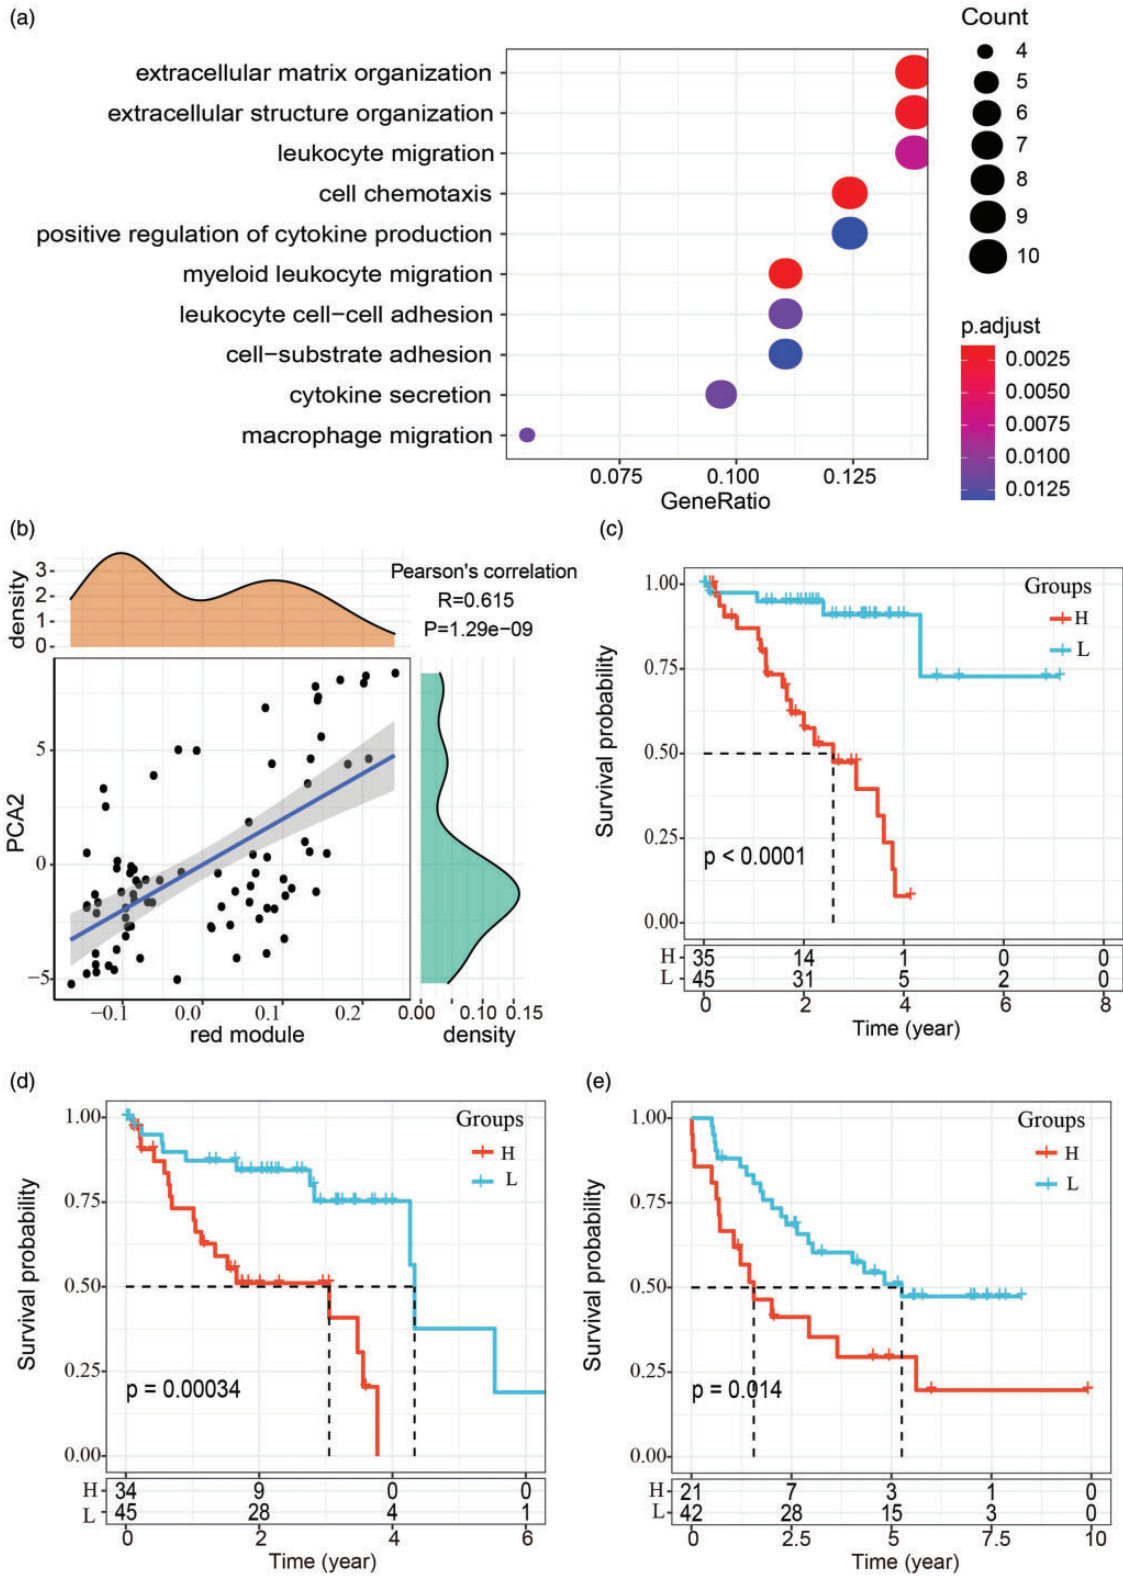 (a)
Count
extracellular matrix organization
extracellular structure organization
leukocyte migration
cell chemotaxis
positive regulation of cytokine production
myeloid leukocyte migration
leukocyte cell−cell adhesion
cell−substrate adhesion
cytokine secretion
macrophage migration
0.075 0.100 0.125
GeneRatio
4
5
6
7
8
9
10
p.adjust
0.0025
0.0050
0.0075
0.0100
0.0125
(b)
density
3
2
1
0
Pearson's correlation
R=0.615
P=1.29e−09
PCA2
5
0
−5
−0.1 0.0 0.1 0.2
red module
0.00 0.10 0.15
density
(c)
Survival probability
1.00
0.75
0.50
0.25
0.00
Groups
H
L
p < 0.0001
H 35 14 1 0 0
L 45 31 5 2 0
0 2 4 6 8
Time (year)
(d)
Survival probability
1.00
0.75
0.50
0.25
0.00
Groups
H
L
p = 0.00034
H 34 9 0 0
L 45 28 4 1
0 2 4 6
Time (year)
(e)
Survival probability
1.00
0.75
0.50
0.25
0.00
Groups
H
L
p = 0.014
H 21 7 3 1 0
L 42 28 15 3 0
0 2.5 5 7.5 10
Time (year)